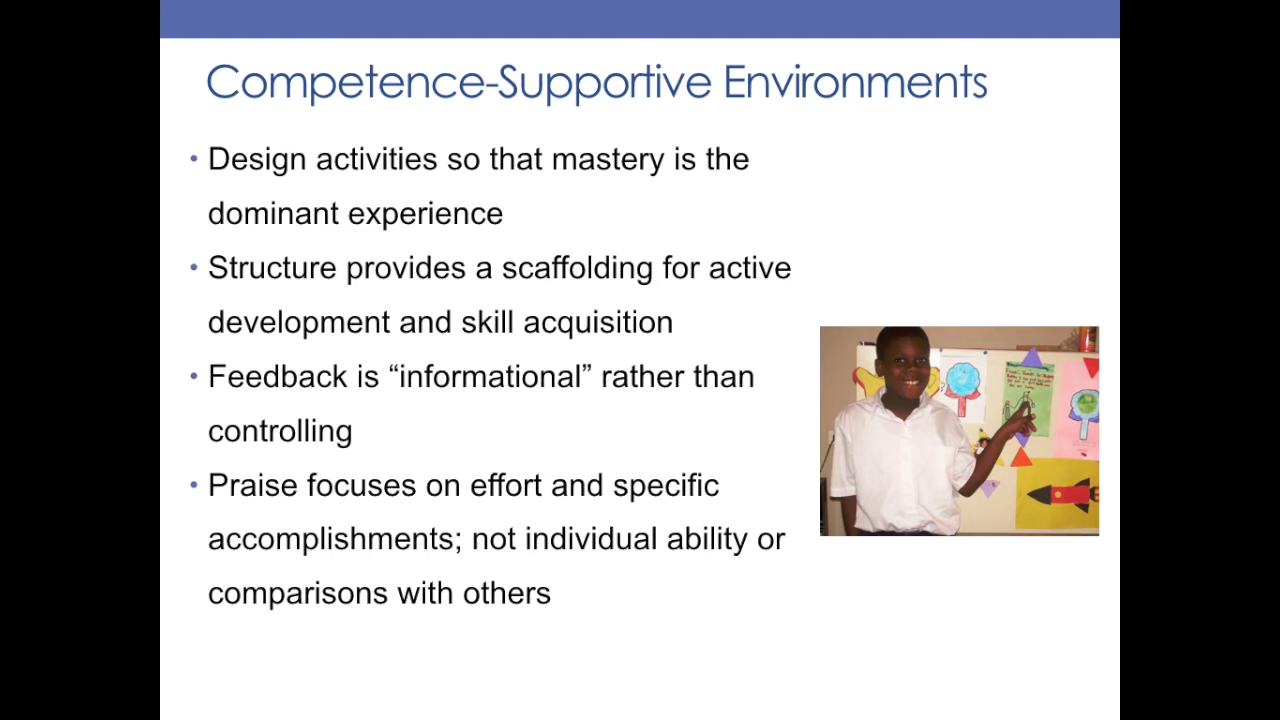 Competence-Supportive Environments
• Design activities so that mastery is the
dominant experience
• Structure provides a scaffolding for active
development and skill acquisition
• Feedback is “informational” rather than
controlling
• Praise focuses on effort and specific
accomplishments; not individual ability or
comparisons with others